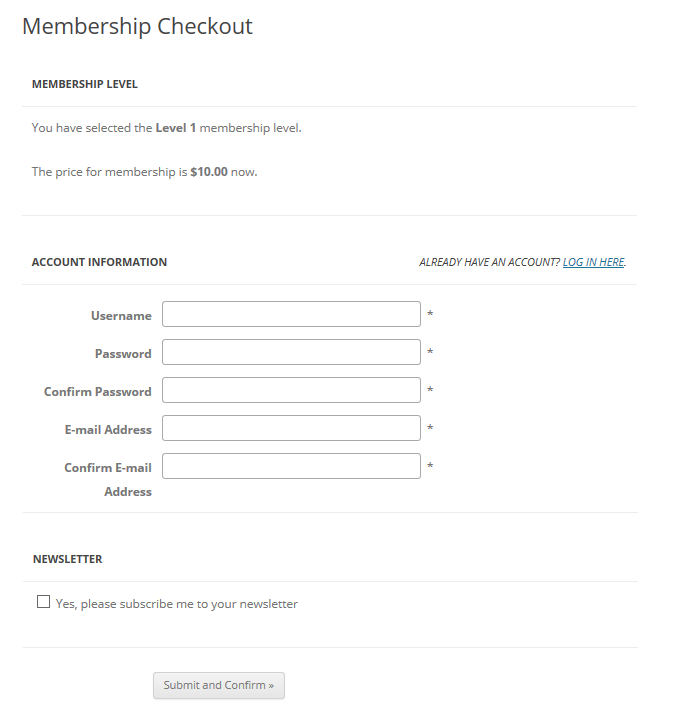 Membership Checkout
MEMBERSHIP LEVEL
You have selected the Level 1 membership level.
The price for membership is $10.00 now.
ACCOUNT INFORMATION
ALREADY HAVE AN ACCOUNT? LOG IN HERE.
Username *
Password *
Confirm Password *
E-mail Address *
Confirm E-mail *
Address
NEWSLETTER
Yes, please subscribe me to your newsletter
Submit and Confirm »